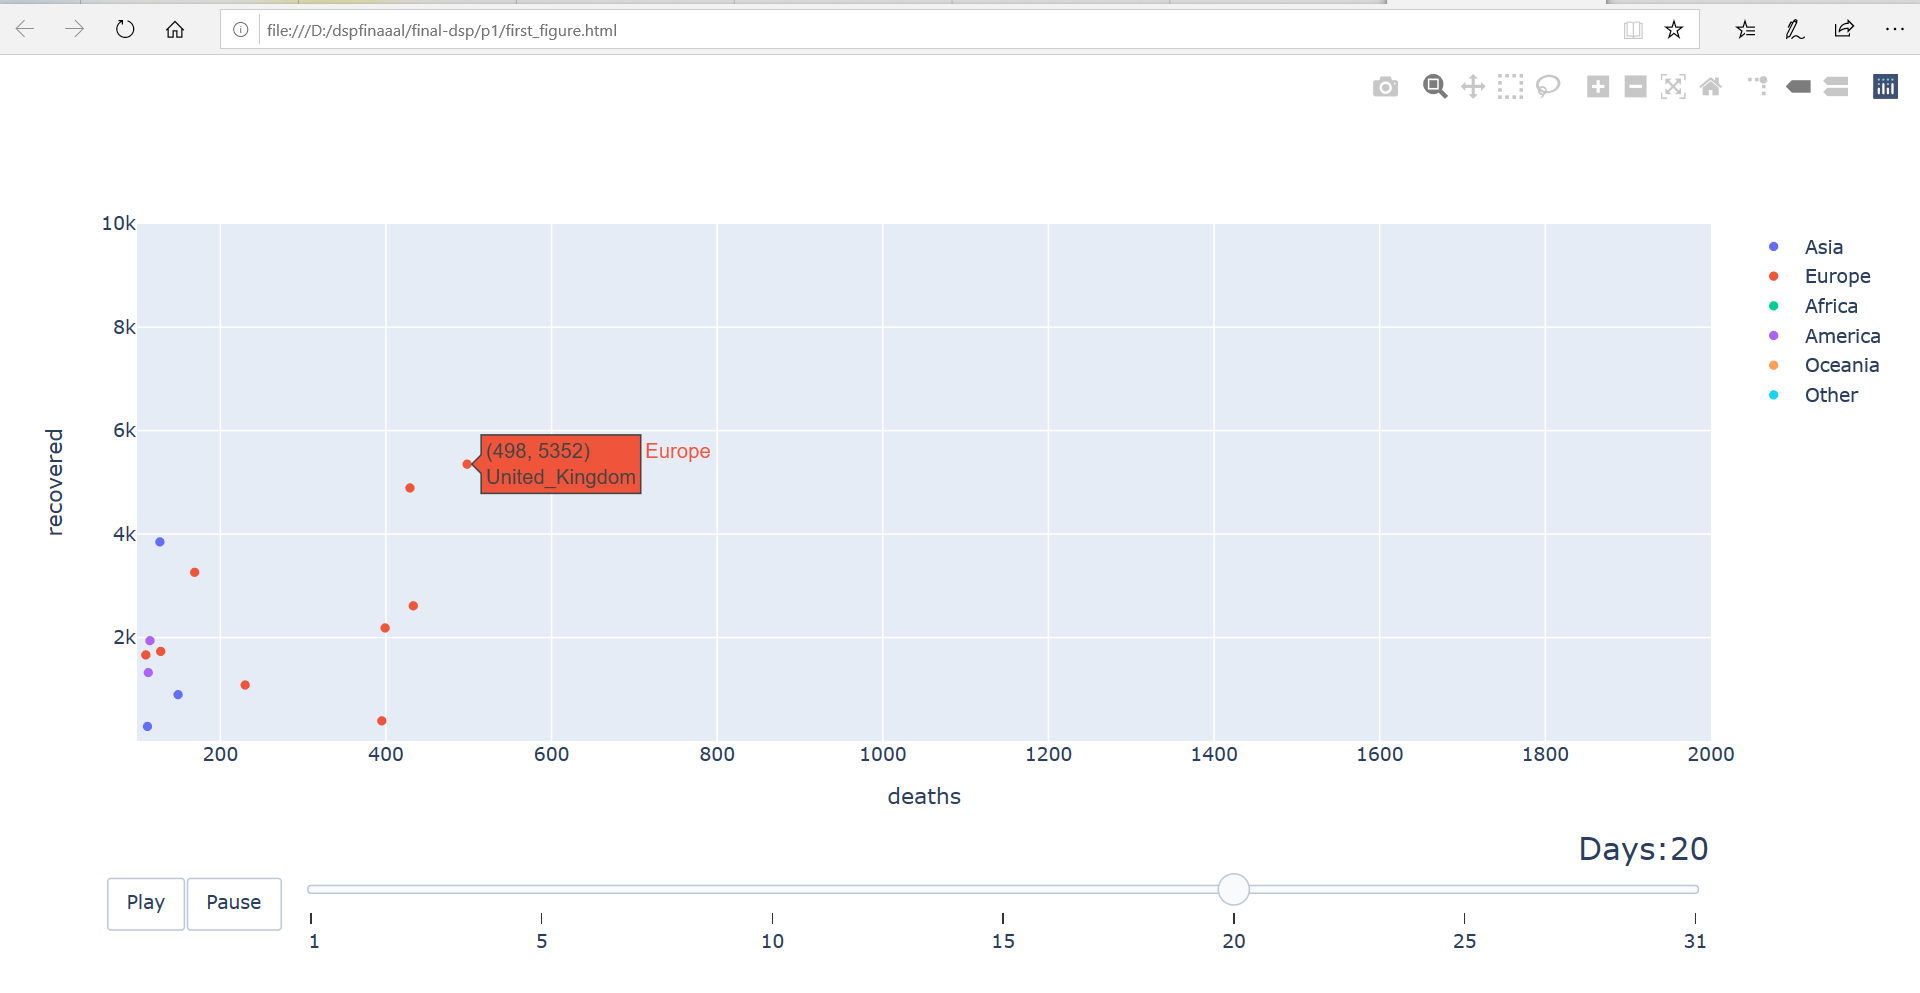 file:///D:/dspfinaaal/final-dsp/p1/first_figure.html
10k
8k
6k
4k
2k
recovered
(498, 5352)
United_Kingdom
Europe
200 400 600 800 1000 1200 1400 1600 1800 2000
deaths
Asia
Europe
Africa
America
Oceania
Other
Days:20
Play Pause
1 5 10 15 20 25 31